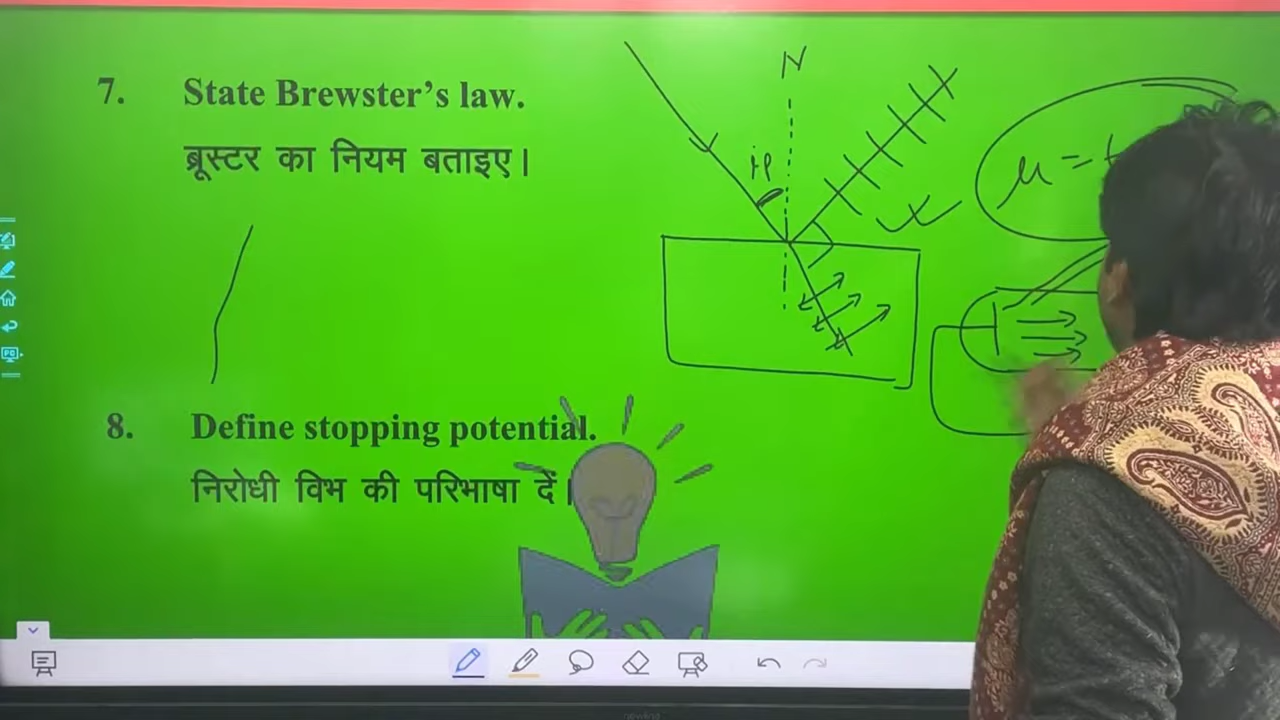 7. State Brewster's law.
ब्रूस्टर का नियम बताइए।
N
ip
μ = t
8. Define stopping potential.
निरोधी विभ की परिभाषा दें।